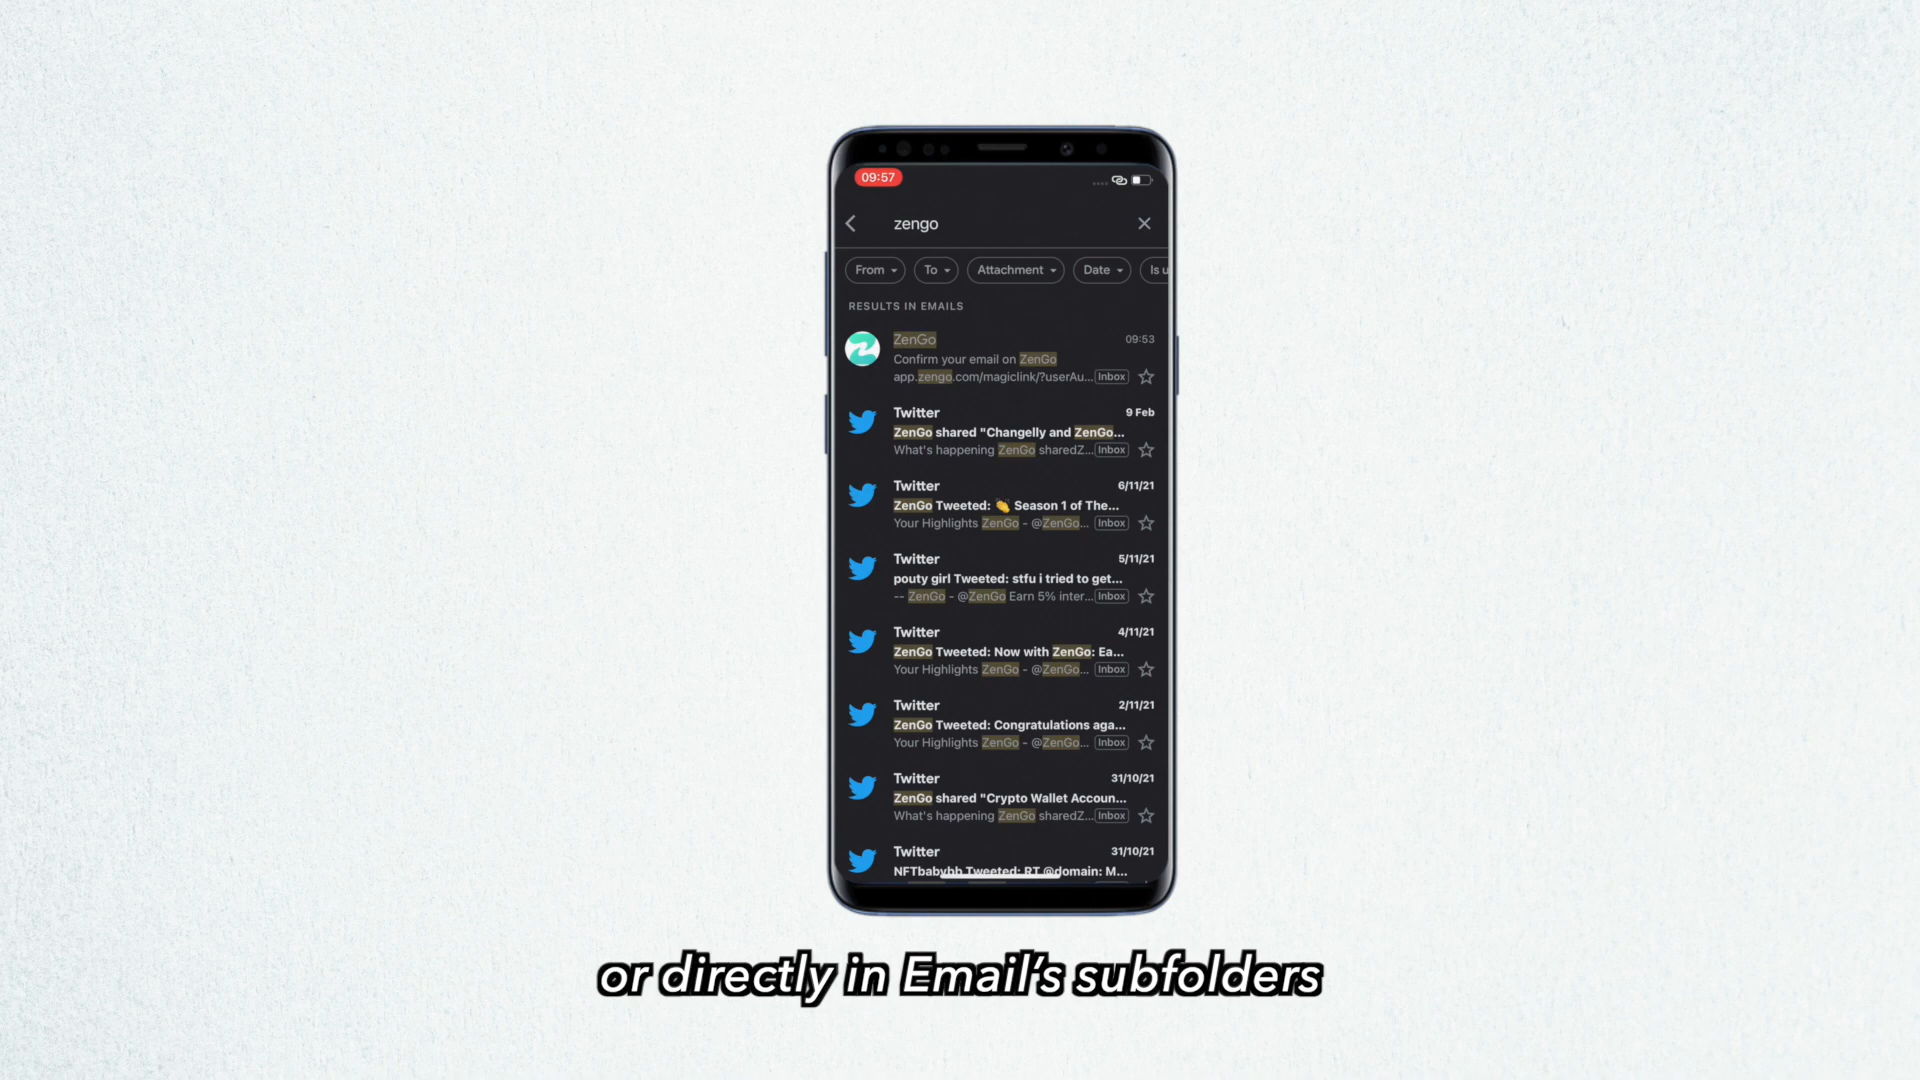 09:57
zengo
From To Attachment Date Is u
RESULTS IN EMAILS
ZenGo 09:53
Confirm your email on ZenGo
app.zengo.com/magiclink/?userAu... Inbox
Twitter 9 Feb
ZenGo shared "Changelly and ZenGo...
What's happening ZenGo sharedZ... Inbox
Twitter 6/11/21
ZenGo Tweeted: 👏 Season 1 of The...
Your Highlights ZenGo - @ZenGo... Inbox
Twitter 5/11/21
pouty girl Tweeted: stfu i tried to get...
-- ZenGo - @ZenGo Earn 5% inter... Inbox
Twitter 4/11/21
ZenGo Tweeted: Now with ZenGo: Ea...
Your Highlights ZenGo - @ZenGo... Inbox
Twitter 2/11/21
ZenGo Tweeted: Congratulations aga...
Your Highlights ZenGo - @ZenGo... Inbox
Twitter 31/10/21
ZenGo shared "Crypto Wallet Accoun...
What's happening ZenGo sharedZ... Inbox
Twitter 31/10/21
NFTbabyhh Tweeted: RT @domain: M...
or directly in Email's subfolders